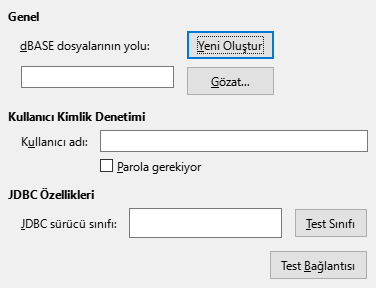 Genel
dBASE dosyalarının yolu:
Yeni Oluştur
Gözat...
Kullanıcı Kimlik Denetimi
Kullanıcı adı:
Parola gerekiyor
JDBC Özellikleri
JDBC sürücü sınıfı:
Test Sınıfı
Test Bağlantısı